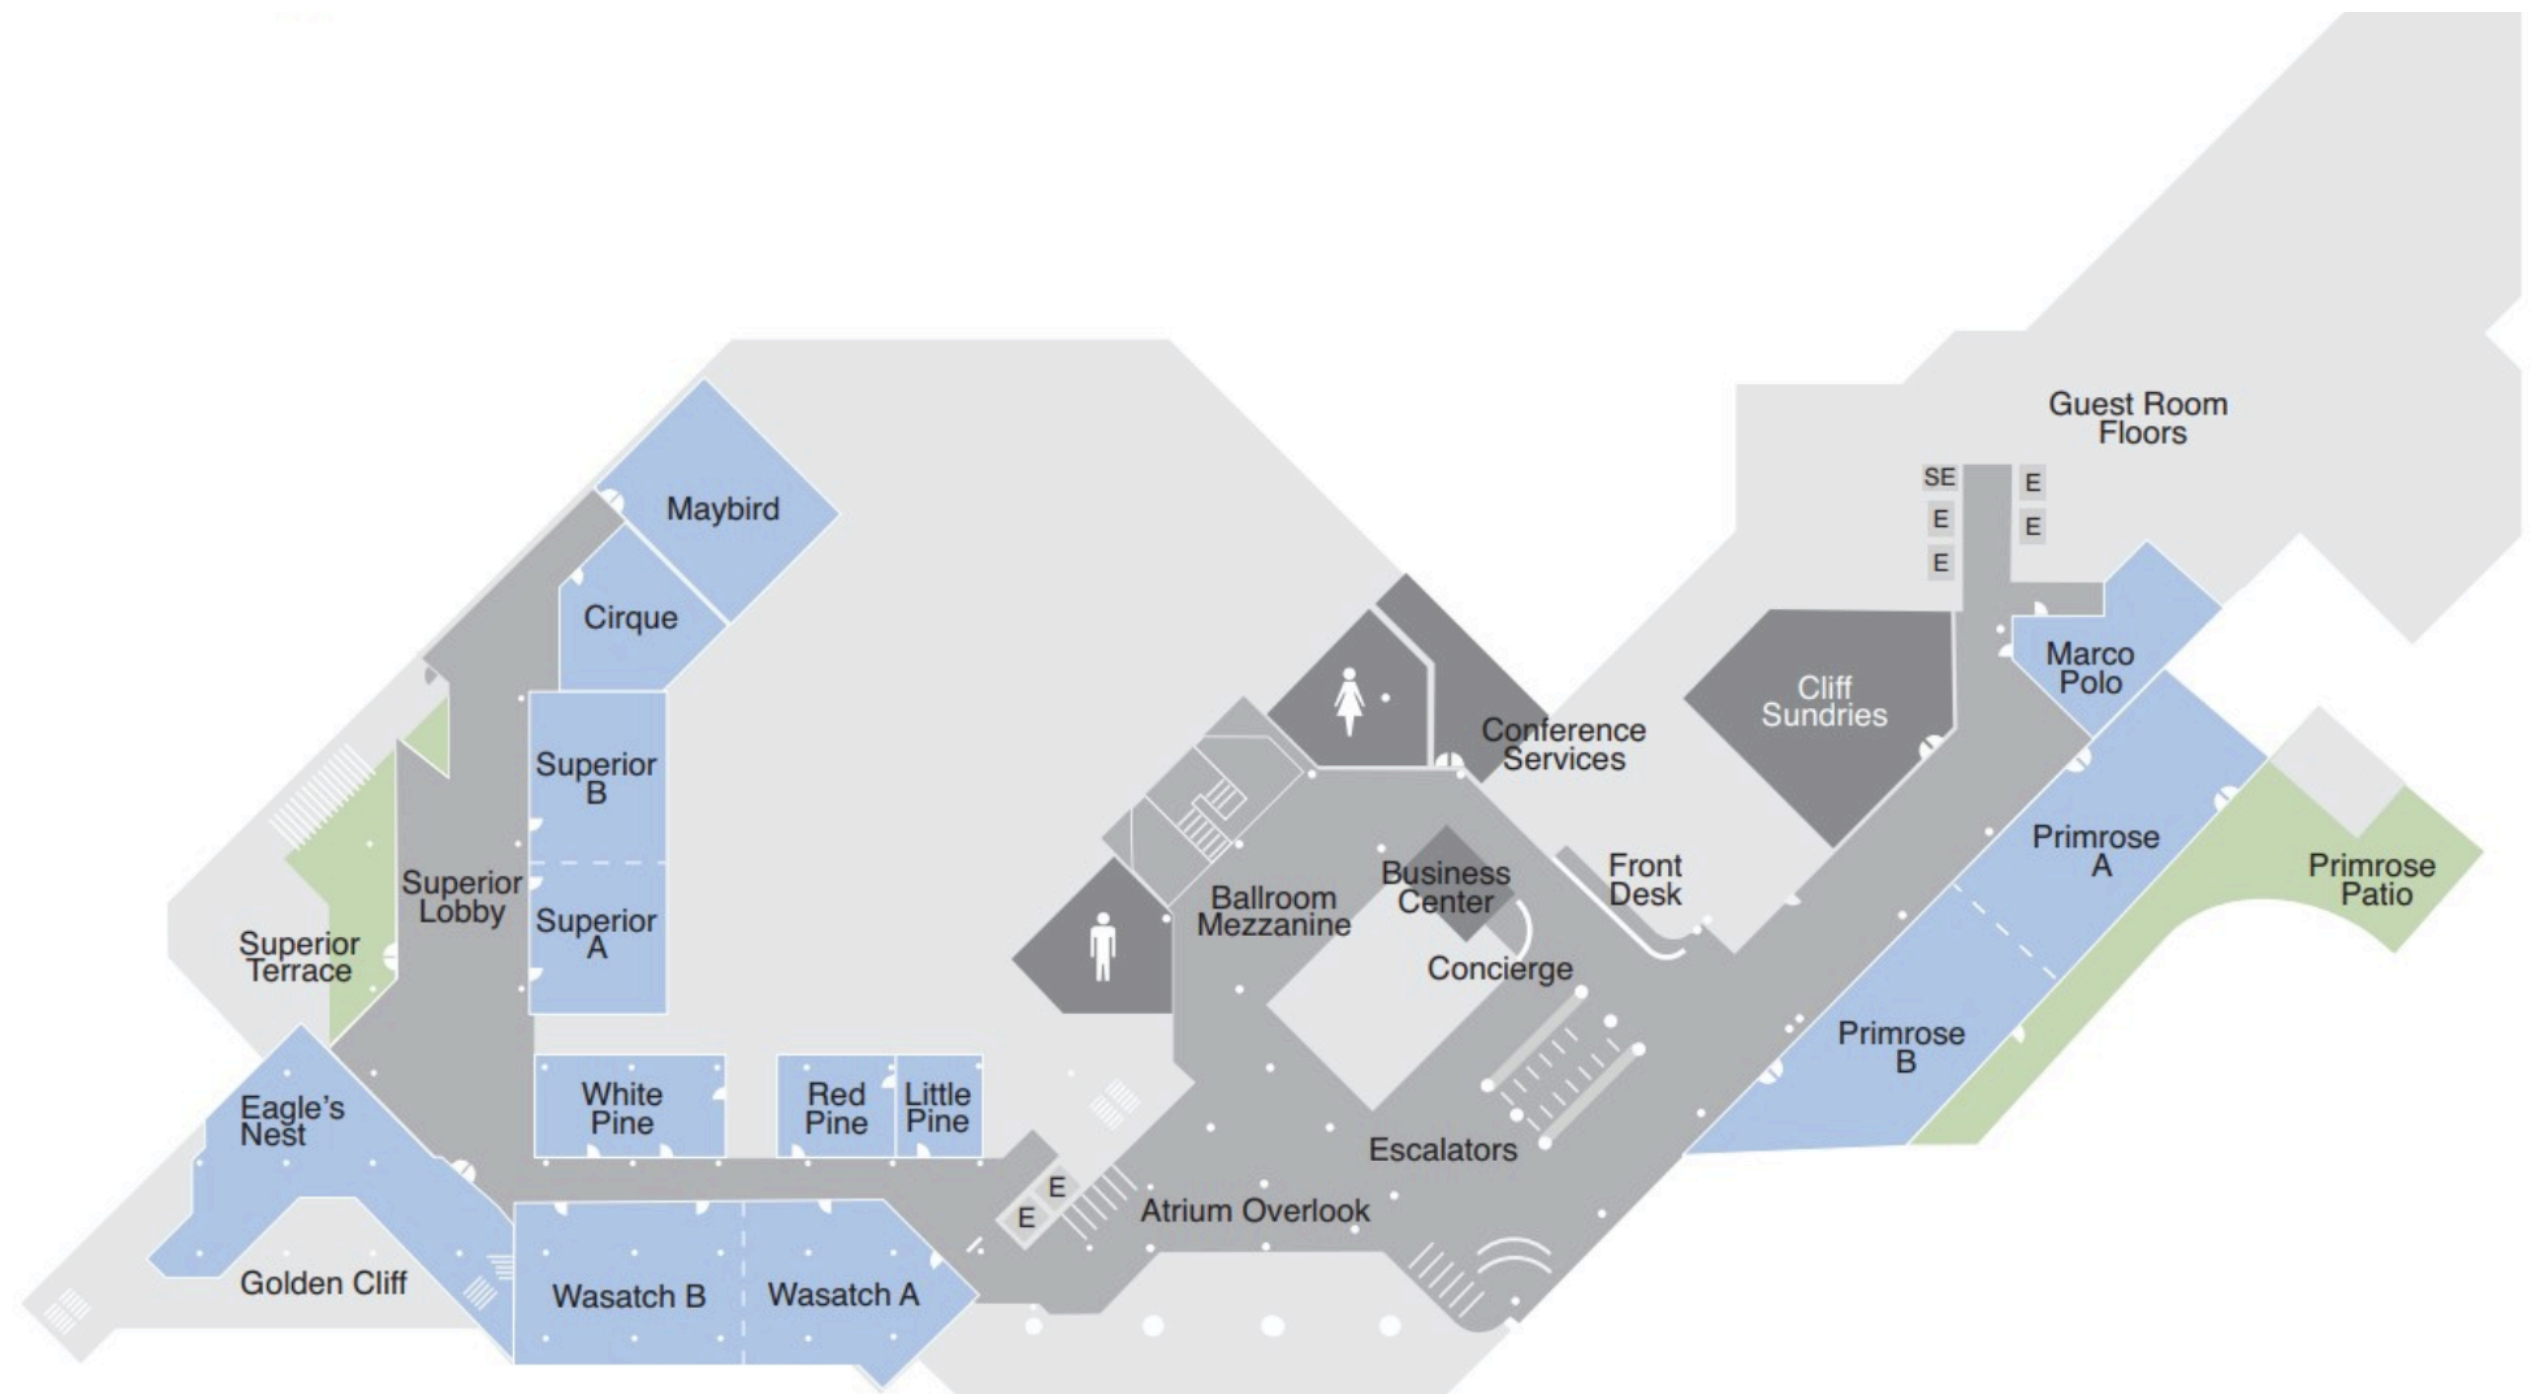 Guest Room
Floors
SE
E
E
E
E
Maybird
Cirque
Marco
Polo
Cliff
Sundries
Conference
Services
Superior
B
Primrose
A
Primrose
Patio
Business
Center
Front
Desk
Superior
Lobby
Superior
A
Ballroom
Mezzanine
Superior
Terrace
Concierge
Primrose
B
White
Pine
Red
Pine
Little
Pine
Eagle's
Nest
Escalators
E
E
Atrium Overlook
Golden Cliff
Wasatch B
Wasatch A